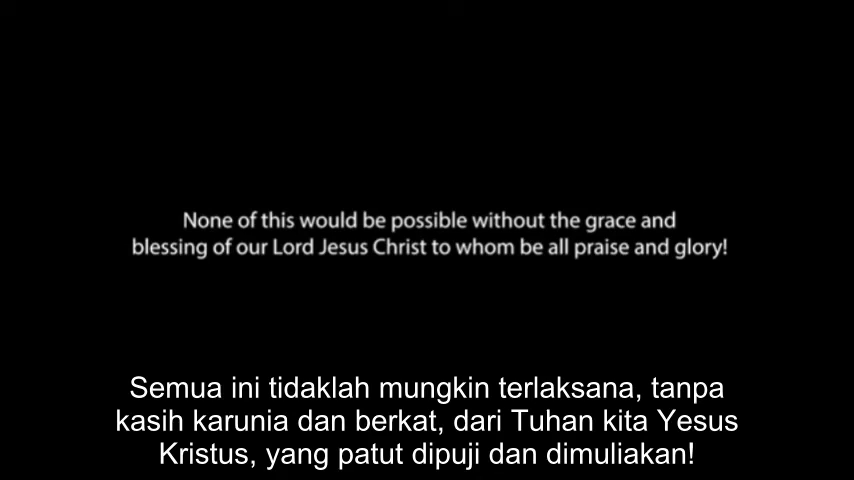 None of this would be possible without the grace and
blessing of our Lord Jesus Christ to whom be all praise and glory!
Semua ini tidaklah mungkin terlaksana, tanpa
kasih karunia dan berkat, dari Tuhan kita Yesus
Kristus, yang patut dipuji dan dimuliakan!